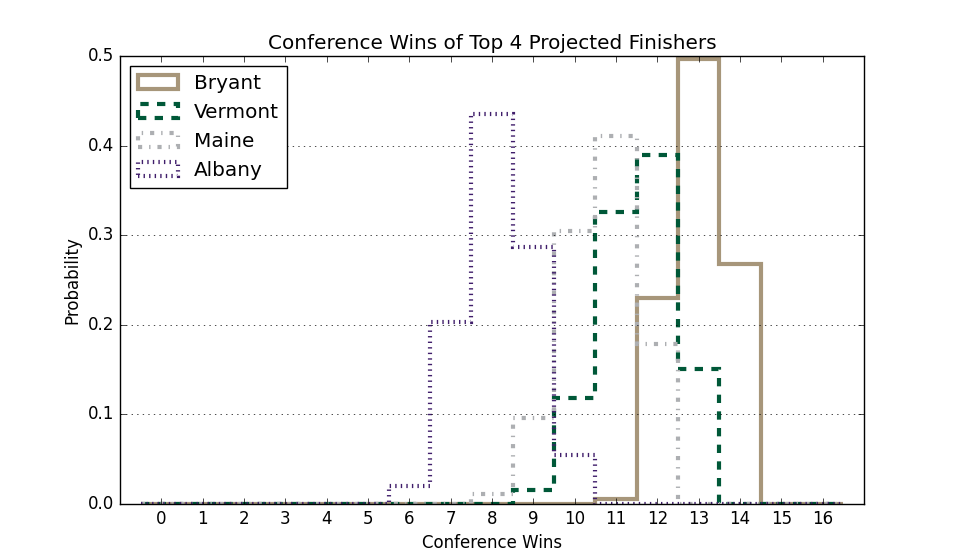 Conference Wins of Top 4 Projected Finishers
0.5
0.4
0.3
0.2
0.1
0.0
Probability
Bryant
Vermont
Maine
Albany
0 1 2 3 4 5 6 7 8 9 10 11 12 13 14 15 16
Conference Wins